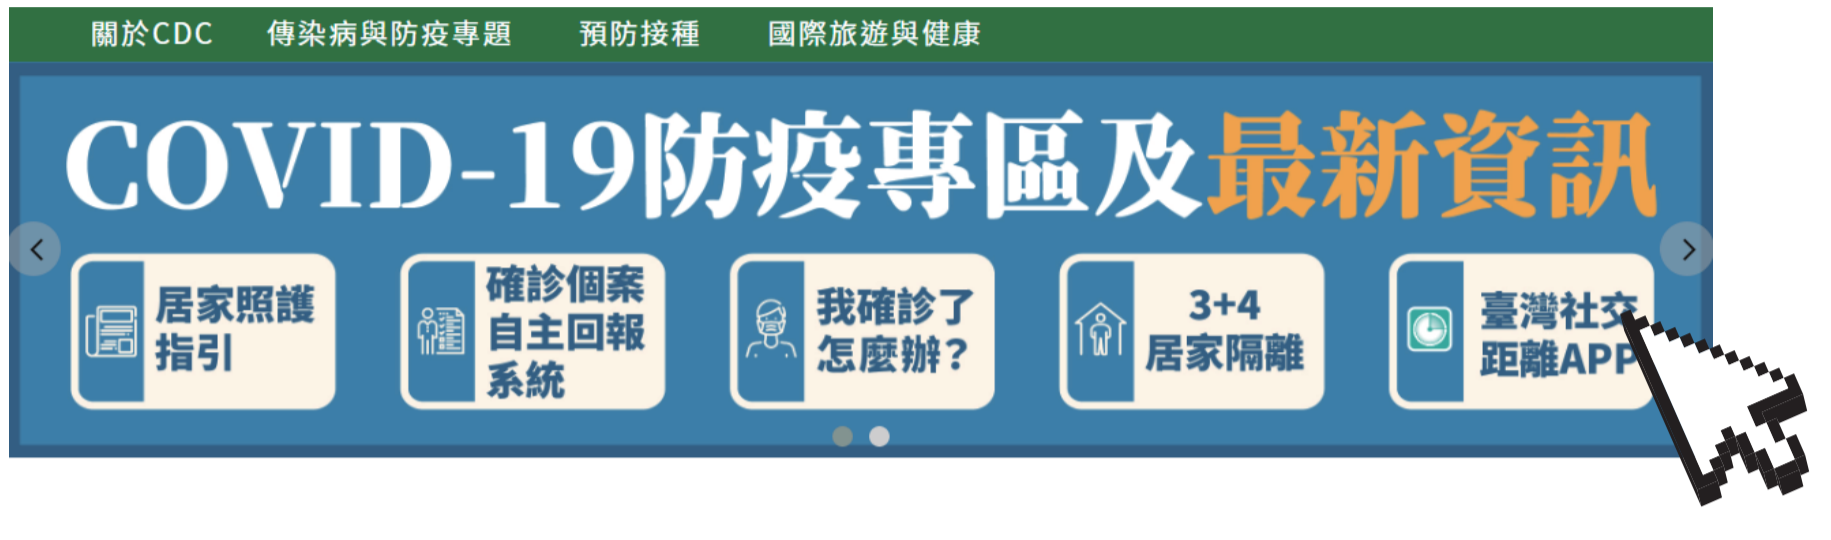 關於CDC 傳染病與防疫專題 預防接種 國際旅遊與健康
COVID-19防疫專區及最新資訊
居家照護
指引
確診個案
自主回報
系統
我確診了
怎麼辦?
3+4
居家隔離
臺灣社交
距離APP